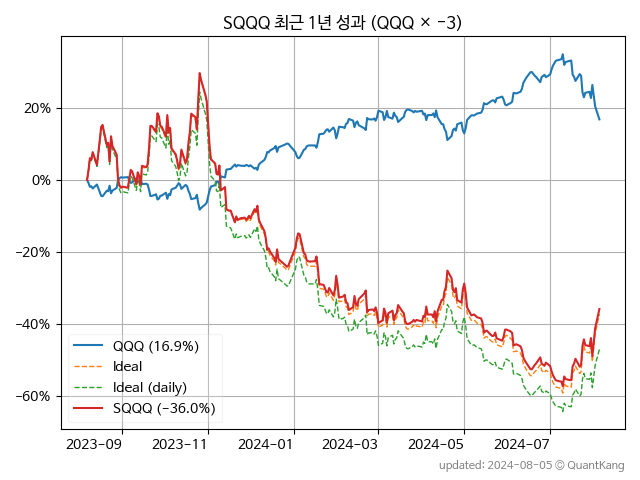 SQQQ 최근 1년 성과 (QQQ × −3)
20%
0%
−20%
−40%
−60%
QQQ (16.9%)
Ideal
Ideal (daily)
SQQQ (−36.0%)
2023−09
2023−11
2024−01
2024−03
2024−05
2024−07
updated: 2024-08-05 ⓒ QuantKang